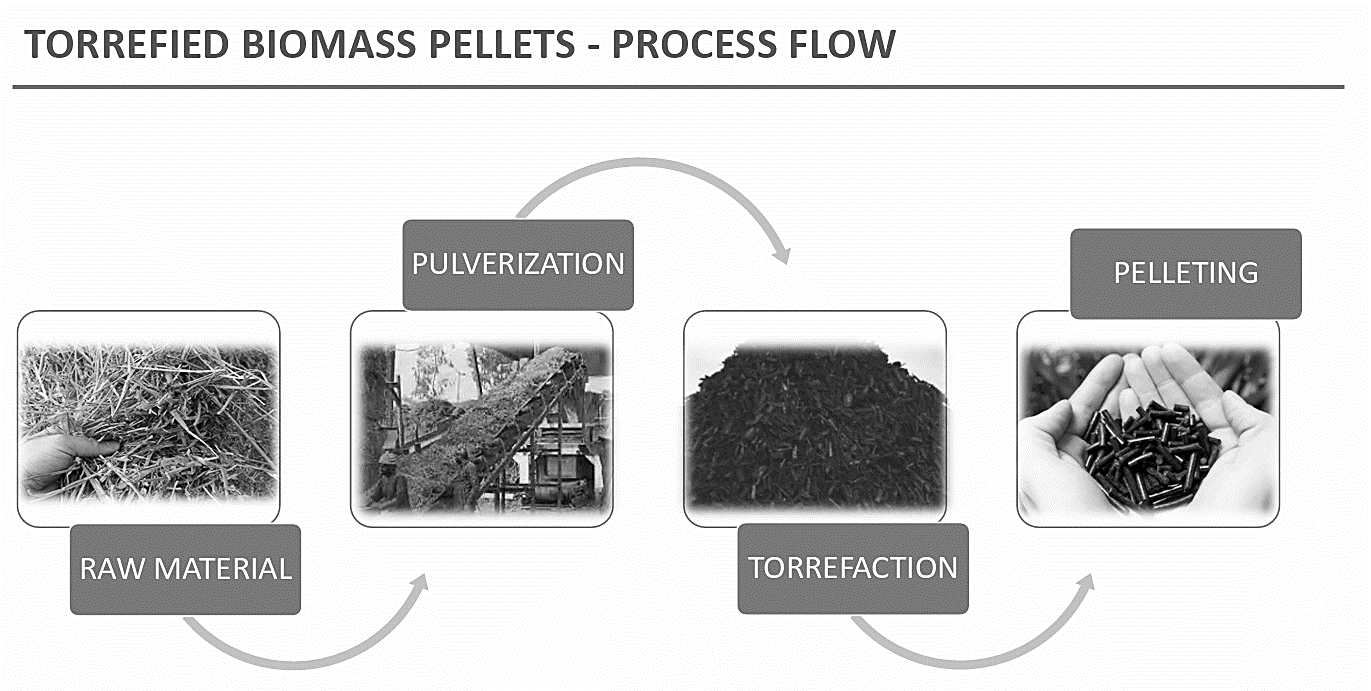 TORREFIED BIOMASS PELLETS - PROCESS FLOW
RAW MATERIAL
PULVERIZATION
TORREFACTION
PELLETING